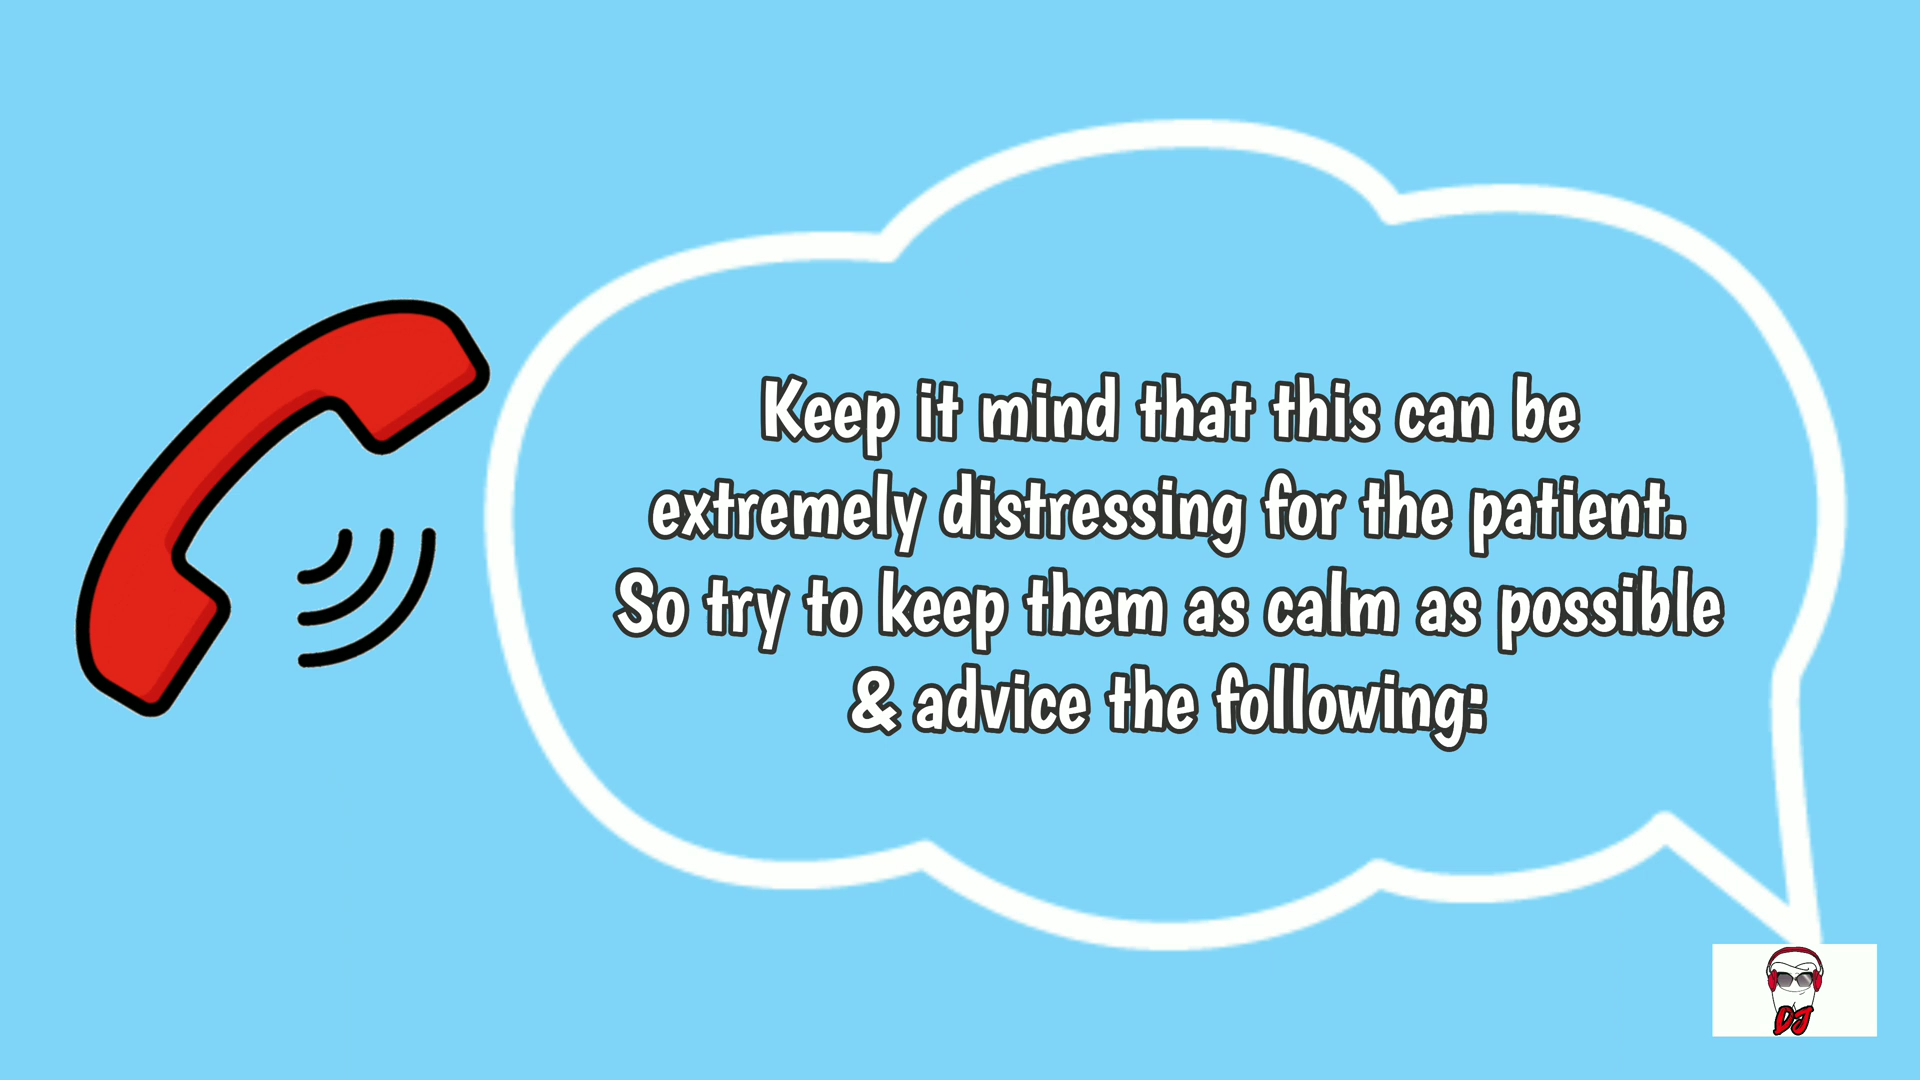 Keep it mind that this can be
extremely distressing for the patient.
So try to keep them as calm as possible
& advice the following:
DJ